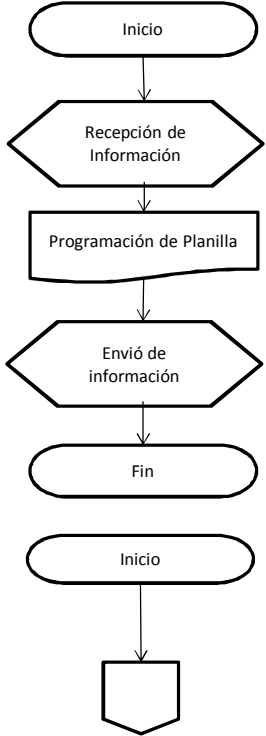 Inicio
Recepción de
Información
Programación de Planilla
Envió de
información
Fin
Inicio